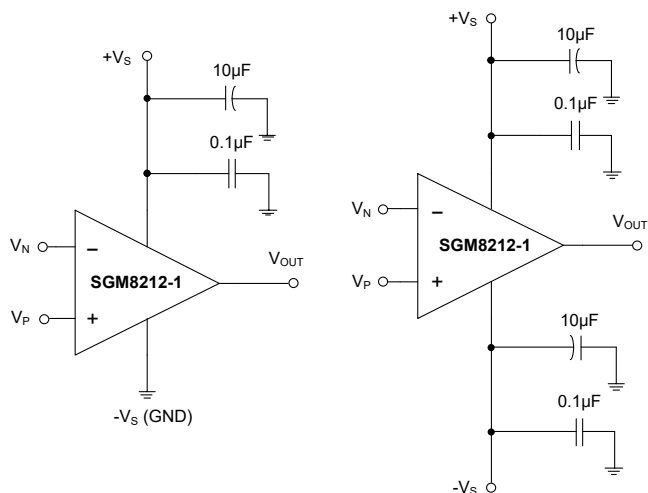 +VS
10µF
0.1µF
VN
−
SGM8212-1
VOUT
VP
+
-VS (GND)
+VS
10µF
0.1µF
VN
−
SGM8212-1
VOUT
VP
+
10µF
0.1µF
-VS